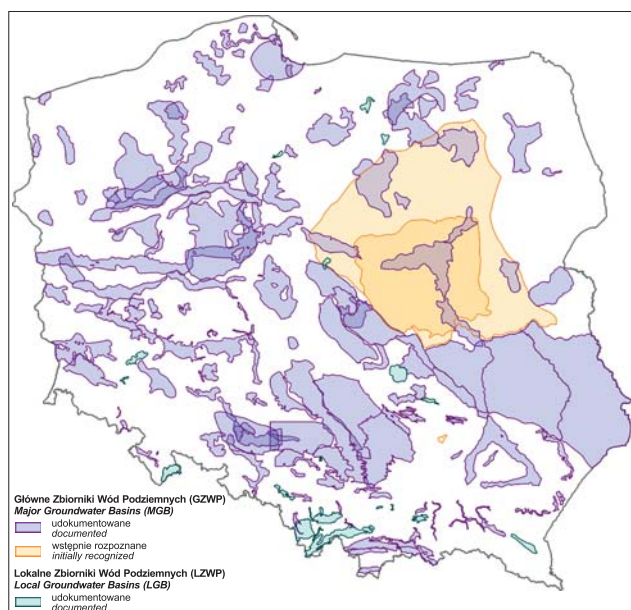 Główne Zbiorniki Wód Podziemnych (GZWP)
Major Groundwater Basins (MGB)
udokumentowane
documented
wstępnie rozpoznane
initially recognized
Lokalne Zbiorniki Wód Podziemnych (LZWP)
Local Groundwater Basins (LGB)
udokumentowane
documented